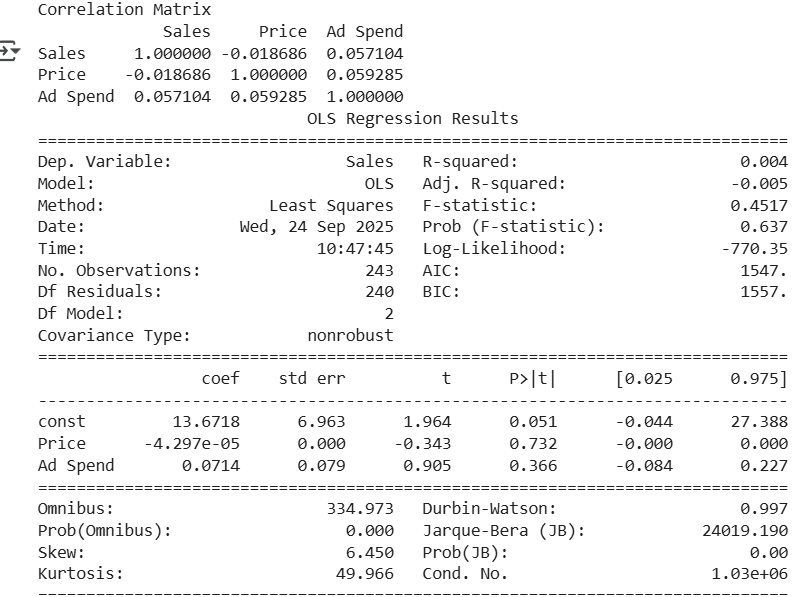 Correlation Matrix
Sales Price Ad Spend
Sales 1.000000 -0.018686 0.057104
Price -0.018686 1.000000 0.059285
Ad Spend 0.057104 0.059285 1.000000
OLS Regression Results
==============================================================================
Dep. Variable: Sales R-squared: 0.004
Model: OLS Adj. R-squared: -0.005
Method: Least Squares F-statistic: 0.4517
Date: Wed, 24 Sep 2025 Prob (F-statistic): 0.637
Time: 10:47:45 Log-Likelihood: -770.35
No. Observations: 243 AIC: 1547.
Df Residuals: 240 BIC: 1557.
Df Model: 2
Covariance Type: nonrobust
==============================================================================
coef std err t P>|t| [0.025 0.975]
------------------------------------------------------------------------------
const 13.6718 6.963 1.964 0.051 -0.044 27.388
Price -4.297e-05 0.000 -0.343 0.732 -0.000 0.000
Ad Spend 0.0714 0.079 0.905 0.366 -0.084 0.227
==============================================================================
Omnibus: 334.973 Durbin-Watson: 0.997
Prob(Omnibus): 0.000 Jarque-Bera (JB): 24019.190
Skew: 6.450 Prob(JB): 0.00
Kurtosis: 49.966 Cond. No. 1.03e+06
------------------------------------------------------------------------------